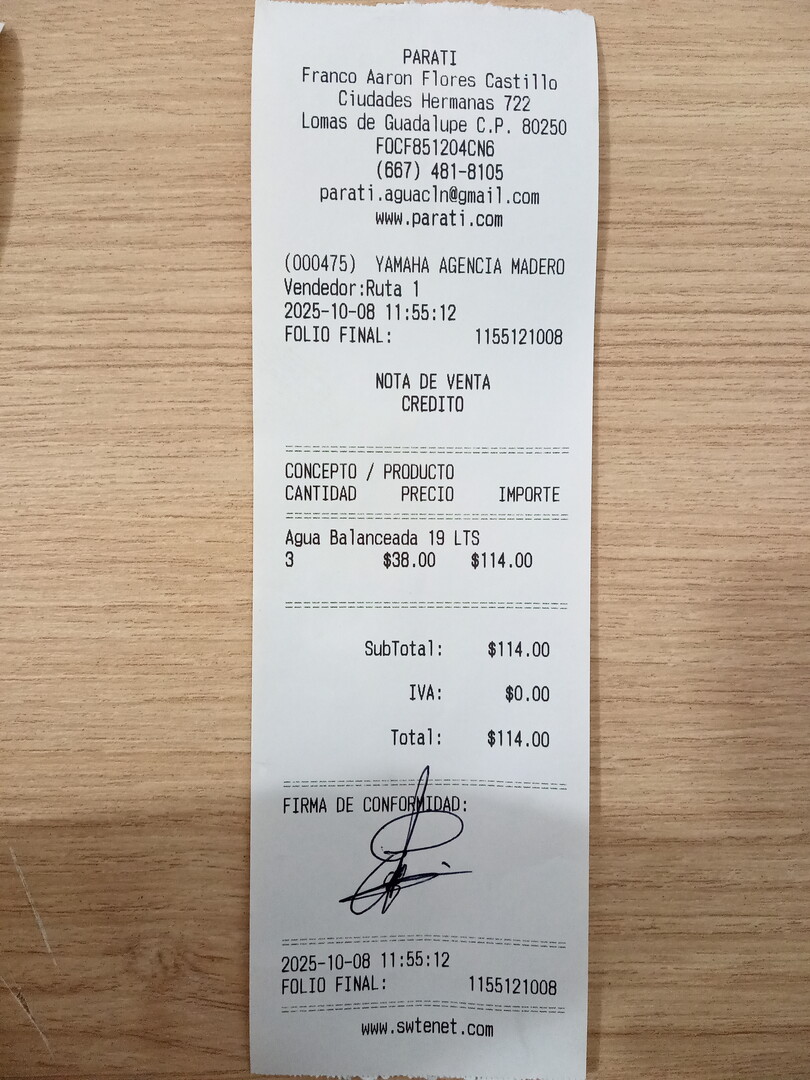 PARATI
Franco Aaron Flores Castillo
Ciudades Hermanas 722
Lomas de Guadalupe C.P. 80250
FOCF851204CN6
(667) 481-8105
parati.aguacln@gmail.com
www.parati.com
(000475) YAMAHA AGENCIA MADERO
Vendedor:Ruta 1
2025-10-08 11:55:12
FOLIO FINAL: 1155121008
NOTA DE VENTA
CREDITO
CONCEPTO / PRODUCTO
CANTIDAD PRECIO IMPORTE
Agua Balanceada 19 LTS
3 $38.00 $114.00
SubTotal: $114.00
IVA: $0.00
Total: $114.00
FIRMA DE CONFORMIDAD:
2025-10-08 11:55:12
FOLIO FINAL: 1155121008
www.swtenet.com